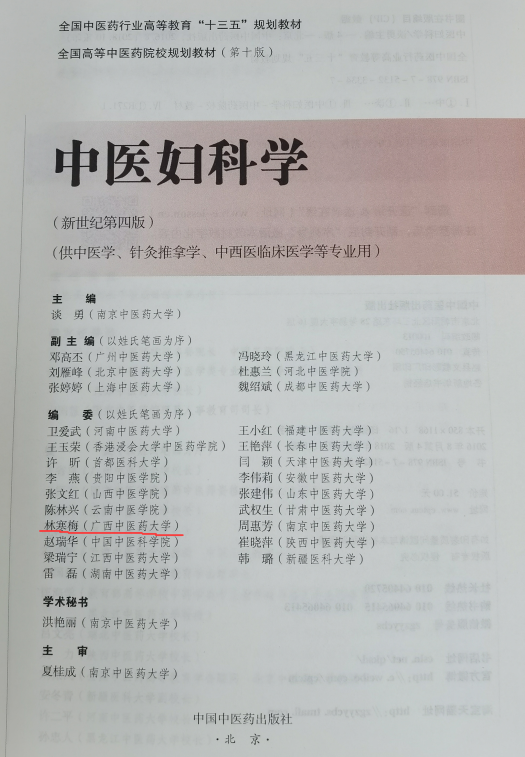 全国中医药行业高等教育“十三五”规划教材
全国高等中医药院校规划教材（第十版）
中医妇科学
（新世纪第四版）
（供中医学、针灸推拿学、中西医临床医学等专业用）
主 编
谈 勇（南京中医药大学）
副 主 编（以姓氏笔画为序）
邓高丕（广州中医药大学） 冯晓玲（黑龙江中医药大学）
刘雁峰（北京中医药大学） 杜惠兰（河北中医学院）
张婷婷（上海中医药大学） 魏绍斌（成都中医药大学）
编 委（以姓氏笔画为序）
卫爱武（河南中医药大学） 王小红（福建中医药大学）
王玉荣（香港浸会大学中医药学院） 王艳萍（长春中医药大学）
许 昕（首都医科大学） 闫 颖（天津中医药大学）
李 燕（贵阳中医学院） 李伟莉（安徽中医药大学）
张文红（山西中医学院） 张建伟（山东中医药大学）
陈林兴（云南中医学院） 武权生（甘肃中医药大学）
林寒梅（广西中医药大学） 周惠芳（南京中医药大学）
赵瑞华（中国中医科学院） 崔晓萍（陕西中医药大学）
梁瑞宁（江西中医药大学） 韩 璐（新疆医科大学）
雷 磊（湖南中医药大学）
学术秘书
洪艳丽（南京中医药大学）
主 审
夏桂成（南京中医药大学）
中国中医药出版社
·北 京·